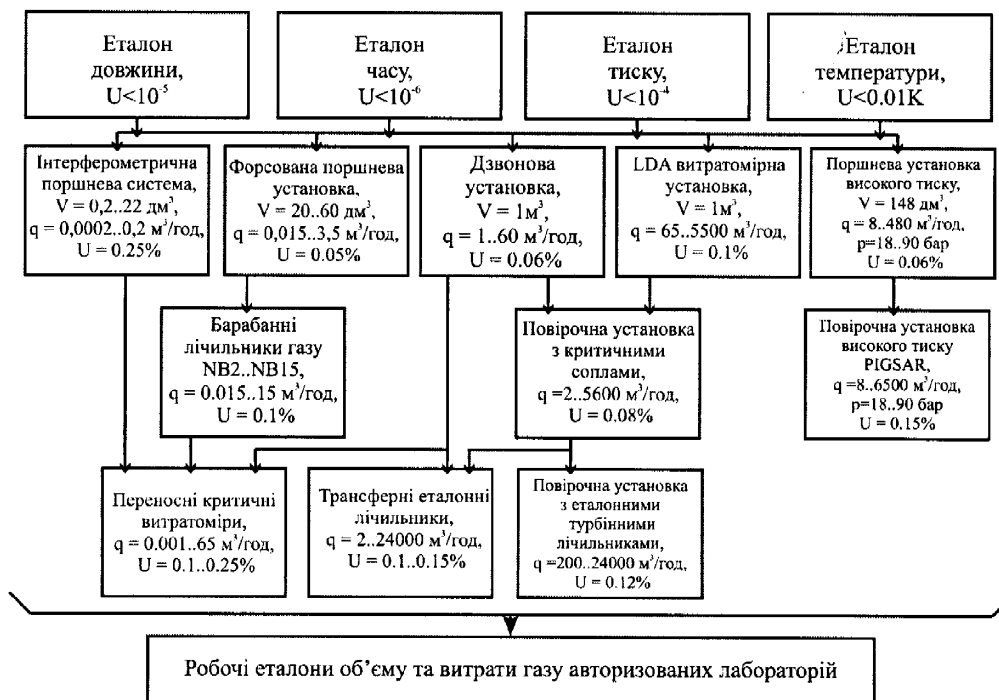 Еталон
довжини,
U<10⁻⁵
Еталон
часу,
U<10⁻⁶
Еталон
тиску,
U<10⁻⁴
Еталон
температури,
U<0.01K
Інтерферометрична
поршнева система,
V = 0,2..22 дм³,
q = 0,0002..0,2 м³/год,
U = 0.25%
Форсована поршнева
установка,
V = 20..60 дм³,
q = 0,015..3,5 м³/год,
U = 0.05%
Дзвонова
установка,
V = 1м³,
q = 1..60 м³/год,
U = 0.06%
LDA витратомірна
установка,
V = 1м³,
q = 65..5500 м³/год,
U = 0.1%
Поршнева установка
високого тиску,
V = 148 дм³,
q = 8..480 м³/год,
p=18..90 бар
U = 0.06%
Барабанні
лічильники газу
NB2..NB15,
q = 0.015..15 м³/год,
U = 0.1%
Повірочна установка
з критичними
соплами,
q =2..5600 м³/год,
U = 0.08%
Повірочна установка
високого тиску
PIGSAR,
q =8..6500 м³/год,
p=18..90 бар
U = 0.15%
Переносні критичні
витратоміри,
q = 0.001..65 м³/год,
U = 0.1..0.25%
Трансферні еталонні
лічильники,
q = 2..24000 м³/год,
U = 0.1..0.15%
Повірочна установка
з еталонними
турбінними
лічильниками,
q =200..24000 м³/год,
U = 0.12%
Робочі еталони об’єму та витрати газу авторизованих лабораторій